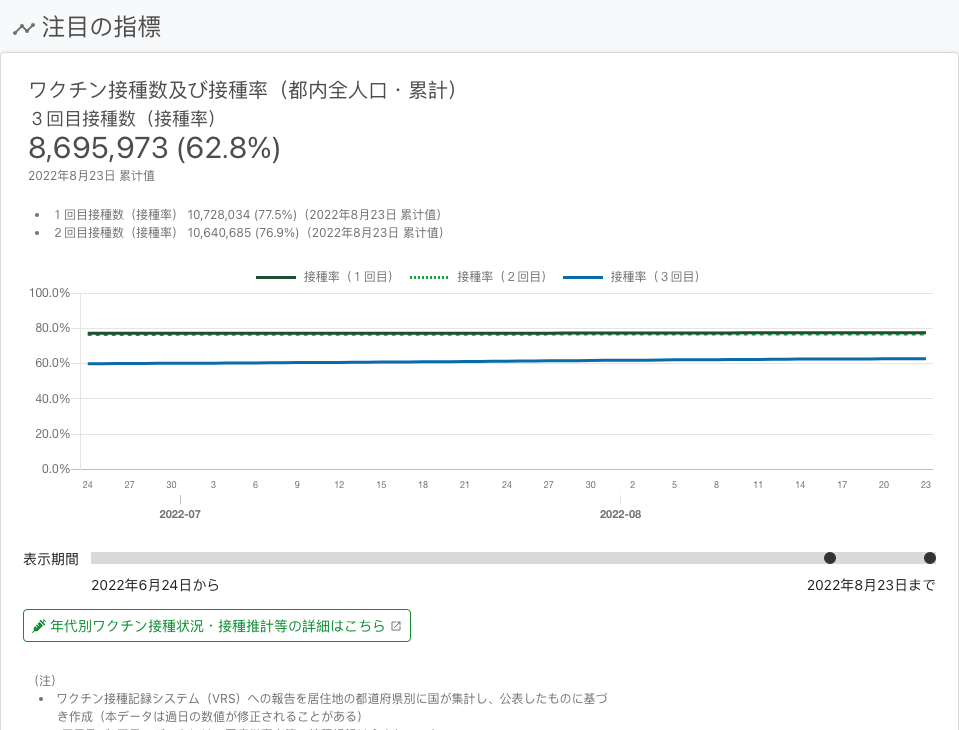 注目の指標
ワクチン接種数及び接種率（都内全人口・累計）
３回目接種数（接種率）
8,695,973 (62.8%)
2022年8月23日 累计值
１回目接種数（接種率） 10,728,034 (77.5%)（2022年8月23日 累计值）
２回目接種数（接種率） 10,640,685 (76.9%)（2022年8月23日 累计值）
接種率（１回目） 接種率（２回目） 接種率（３回目）
100.0%
80.0%
60.0%
40.0%
20.0%
0.0%
24 27 30 3 6 9 12 15 18 21 24 27 30 2 5 8 11 14 17 20 23
2022-07 2022-08
表示期間
2022年6月24日から 2022年8月23日まで
年代別ワクチン接種状況・接種推計等の詳細はこちら
（注）
ワクチン接種記録システム（VRS）への報告を居住地の都道府県別に国が集計し、公表したものに基づ
き作成（本データは過日の数値が修正されることがある）